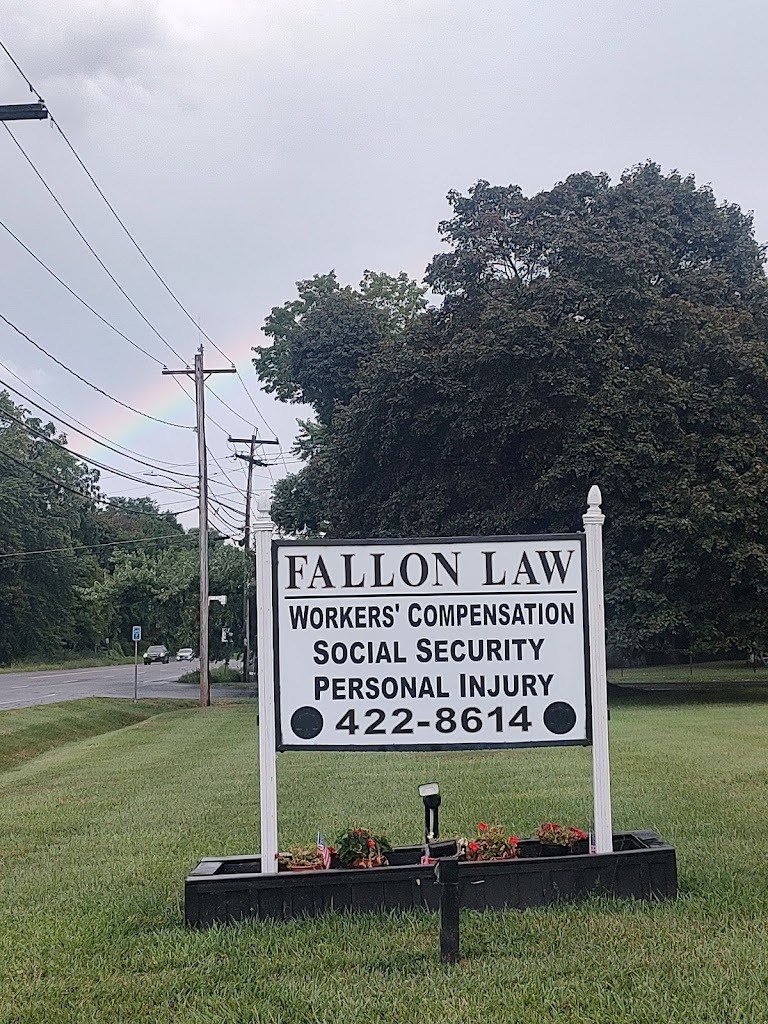 FALLON LAW
WORKERS' COMPENSATION
SOCIAL SECURITY
PERSONAL INJURY
422-8614